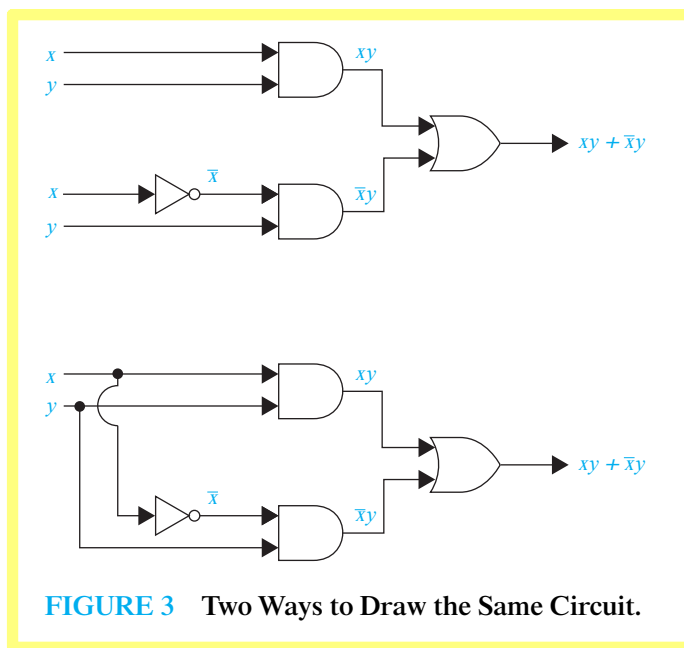 x
xy
y
xy + x̄y
x̄
x
x̄y
y
x
xy
y
xy + x̄y
x̄
x̄y
FIGURE 3 Two Ways to Draw the Same Circuit.